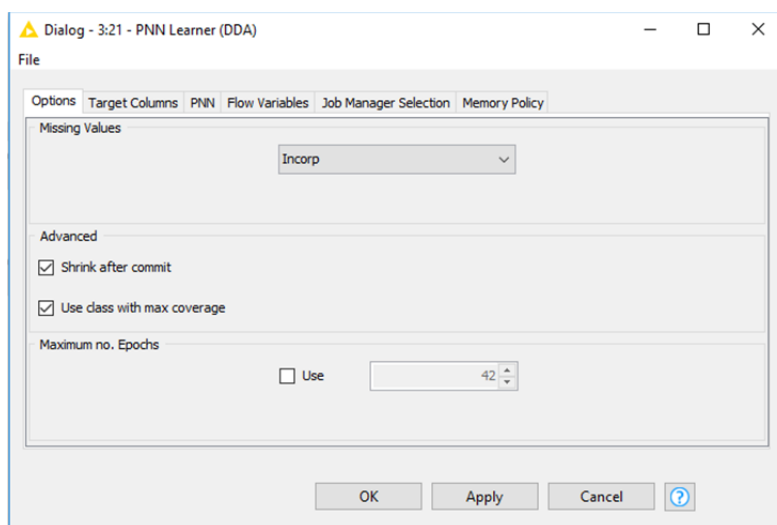 Dialog - 3:21 - PNN Learner (DDA)
File
Options Target Columns PNN Flow Variables Job Manager Selection Memory Policy
Missing Values
Incorp
Advanced
Shrink after commit
Use class with max coverage
Maximum no. Epochs
Use 42
OK Apply Cancel ?